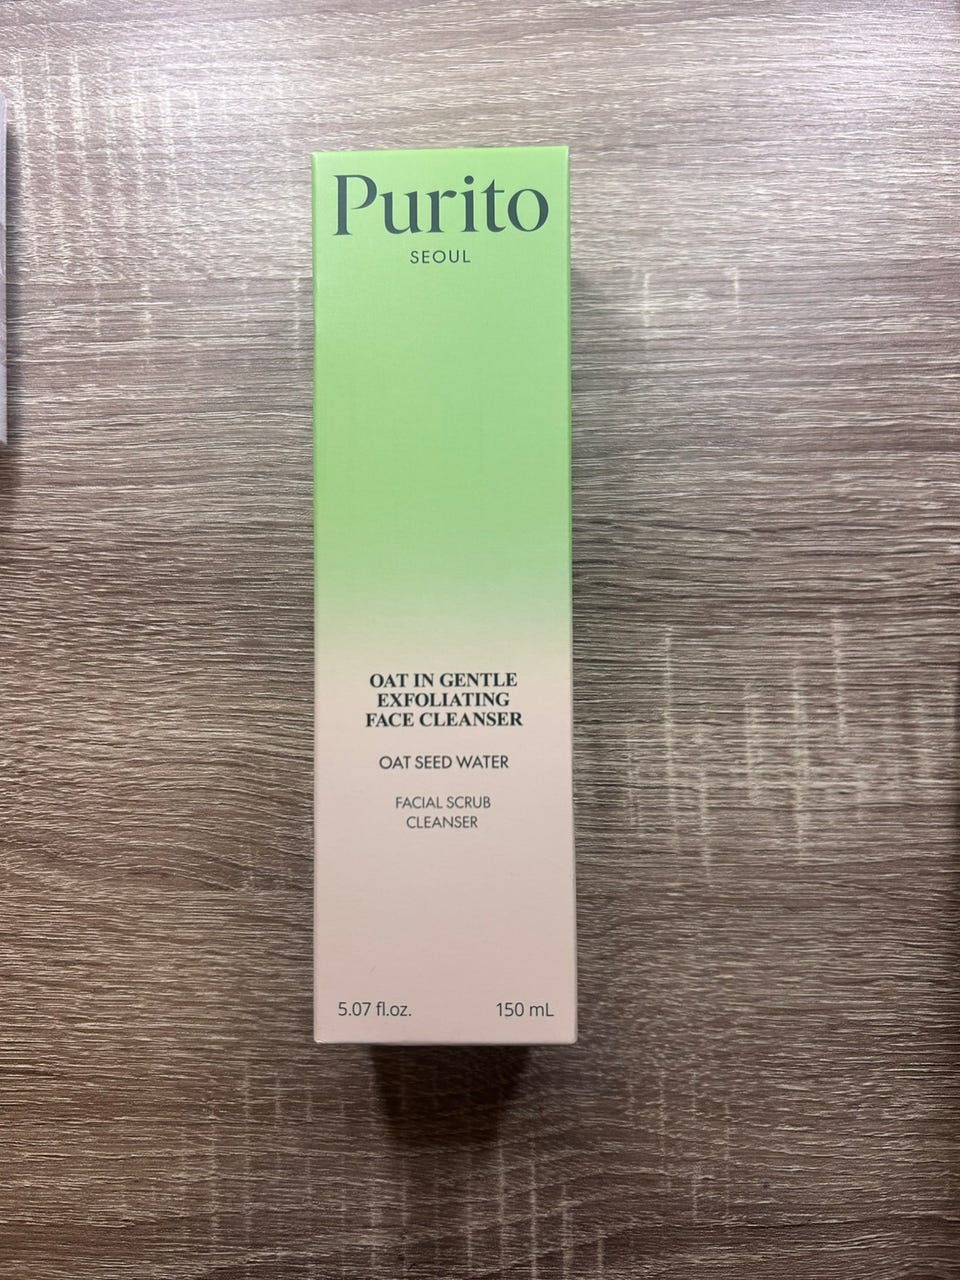 Purito
SEOUL
OAT IN GENTLE
EXFOLIATING
FACE CLEANSER
OAT SEED WATER
FACIAL SCRUB
CLEANSER
5.07 fl.oz. 150 mL